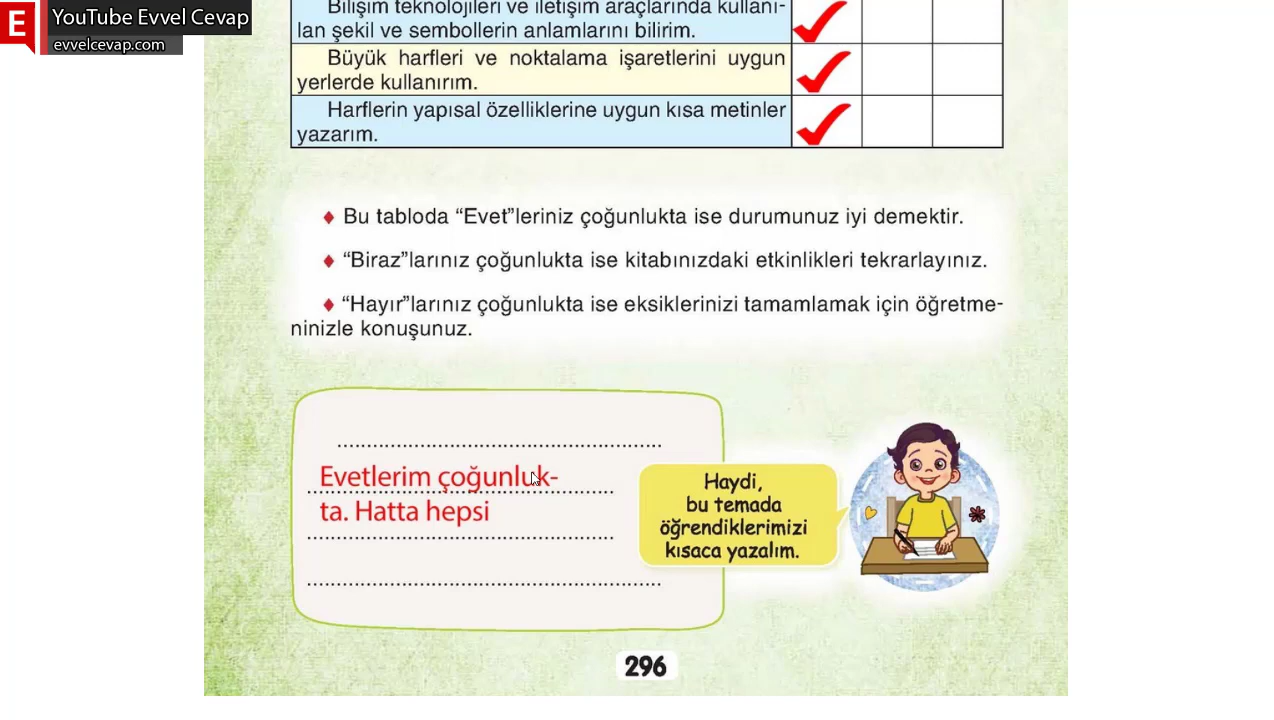 E
YouTube Evvel Cevap
evvelcevap.com
Bilişim teknolojileri ve iletişim araçlarında kullanı-
lan şekil ve sembollerin anlamlarını bilirim.
Büyük harfleri ve noktalama işaretlerini uygun
yerlerde kullanırım.
Harflerin yapısal özelliklerine uygun kısa metinler
yazarım.
♦ Bu tabloda “Evet”leriniz çoğunlukta ise durumunuz iyi demektir.
♦ “Biraz”larınız çoğunlukta ise kitabınızdaki etkinlikleri tekrarlayınız.
♦ “Hayır”larınız çoğunlukta ise eksiklerinizi tamamlamak için öğretme-
ninizle konuşunuz.
Evetlerim çoğunluk-
ta. Hatta hepsi
Haydi,
bu temada
öğrendiklerimizi
kısaca yazalım.
296